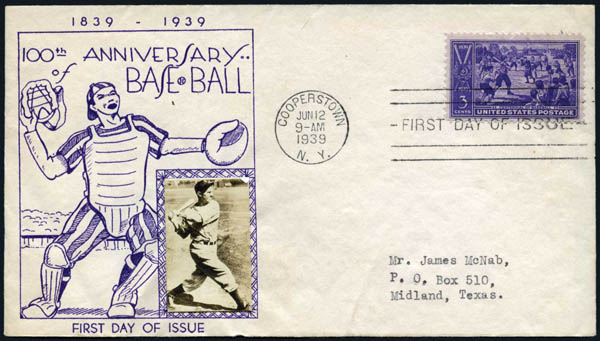 1839 - 1939
100th ANNIVERSARY..
of BASE BALL
FIRST DAY OF ISSUE
COOPERSTOWN
JUN 12
9-AM
1939
N. Y.
3
CENTS
UNITED STATES POSTAGE
FIRST DAY OF ISSUE
Mr. James McNab,
P. O. Box 510,
Midland, Texas.